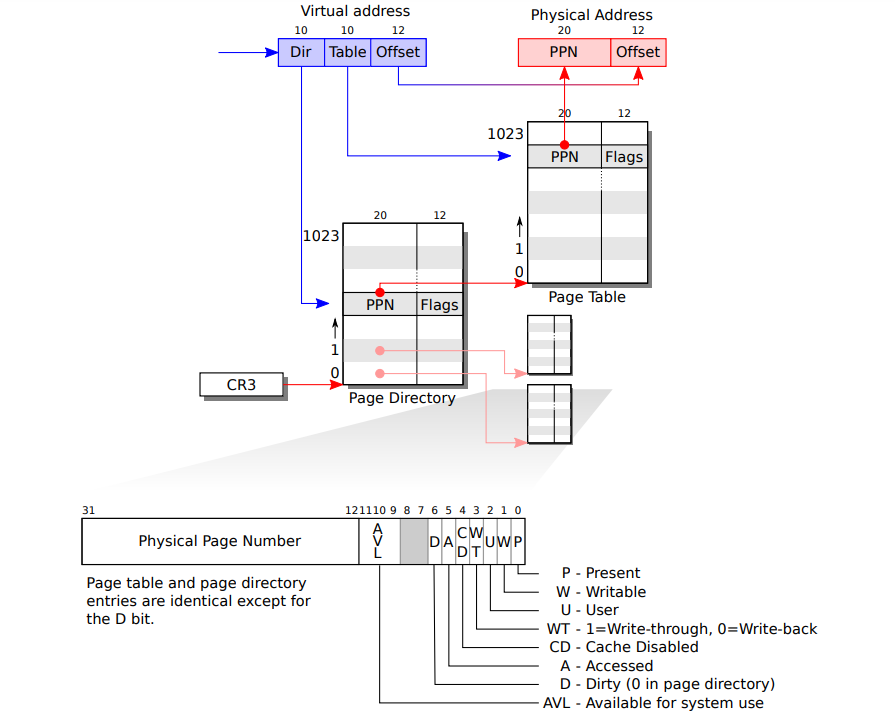 Virtual address
10 10 12
Dir Table Offset
Physical Address
20 12
PPN Offset
20 12
1023
PPN Flags
1
0
Page Table
20 12
1023
PPN Flags
1
0
CR3
Page Directory
31 12 11 10 9 8 7 6 5 4 3 2 1 0
Physical Page Number AVL D A CD WT U W P
Page table and page directory
entries are identical except for
the D bit.
P - Present
W - Writable
U - User
WT - 1=Write-through, 0=Write-back
CD - Cache Disabled
A - Accessed
D - Dirty (0 in page directory)
AVL - Available for system use